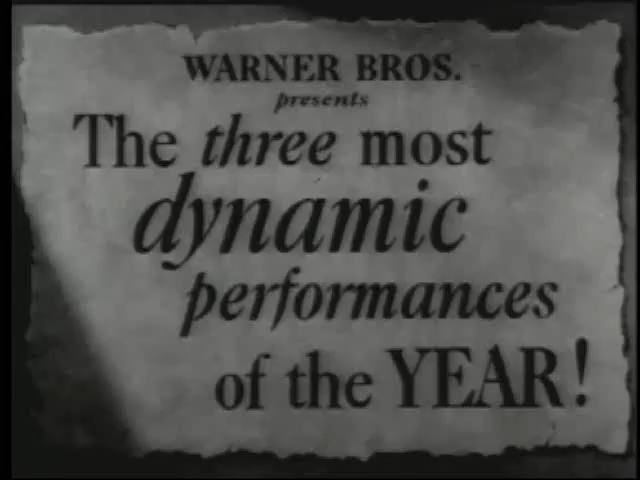 WARNER BROS.
presents
The three most
dynamic
performances
of the YEAR!